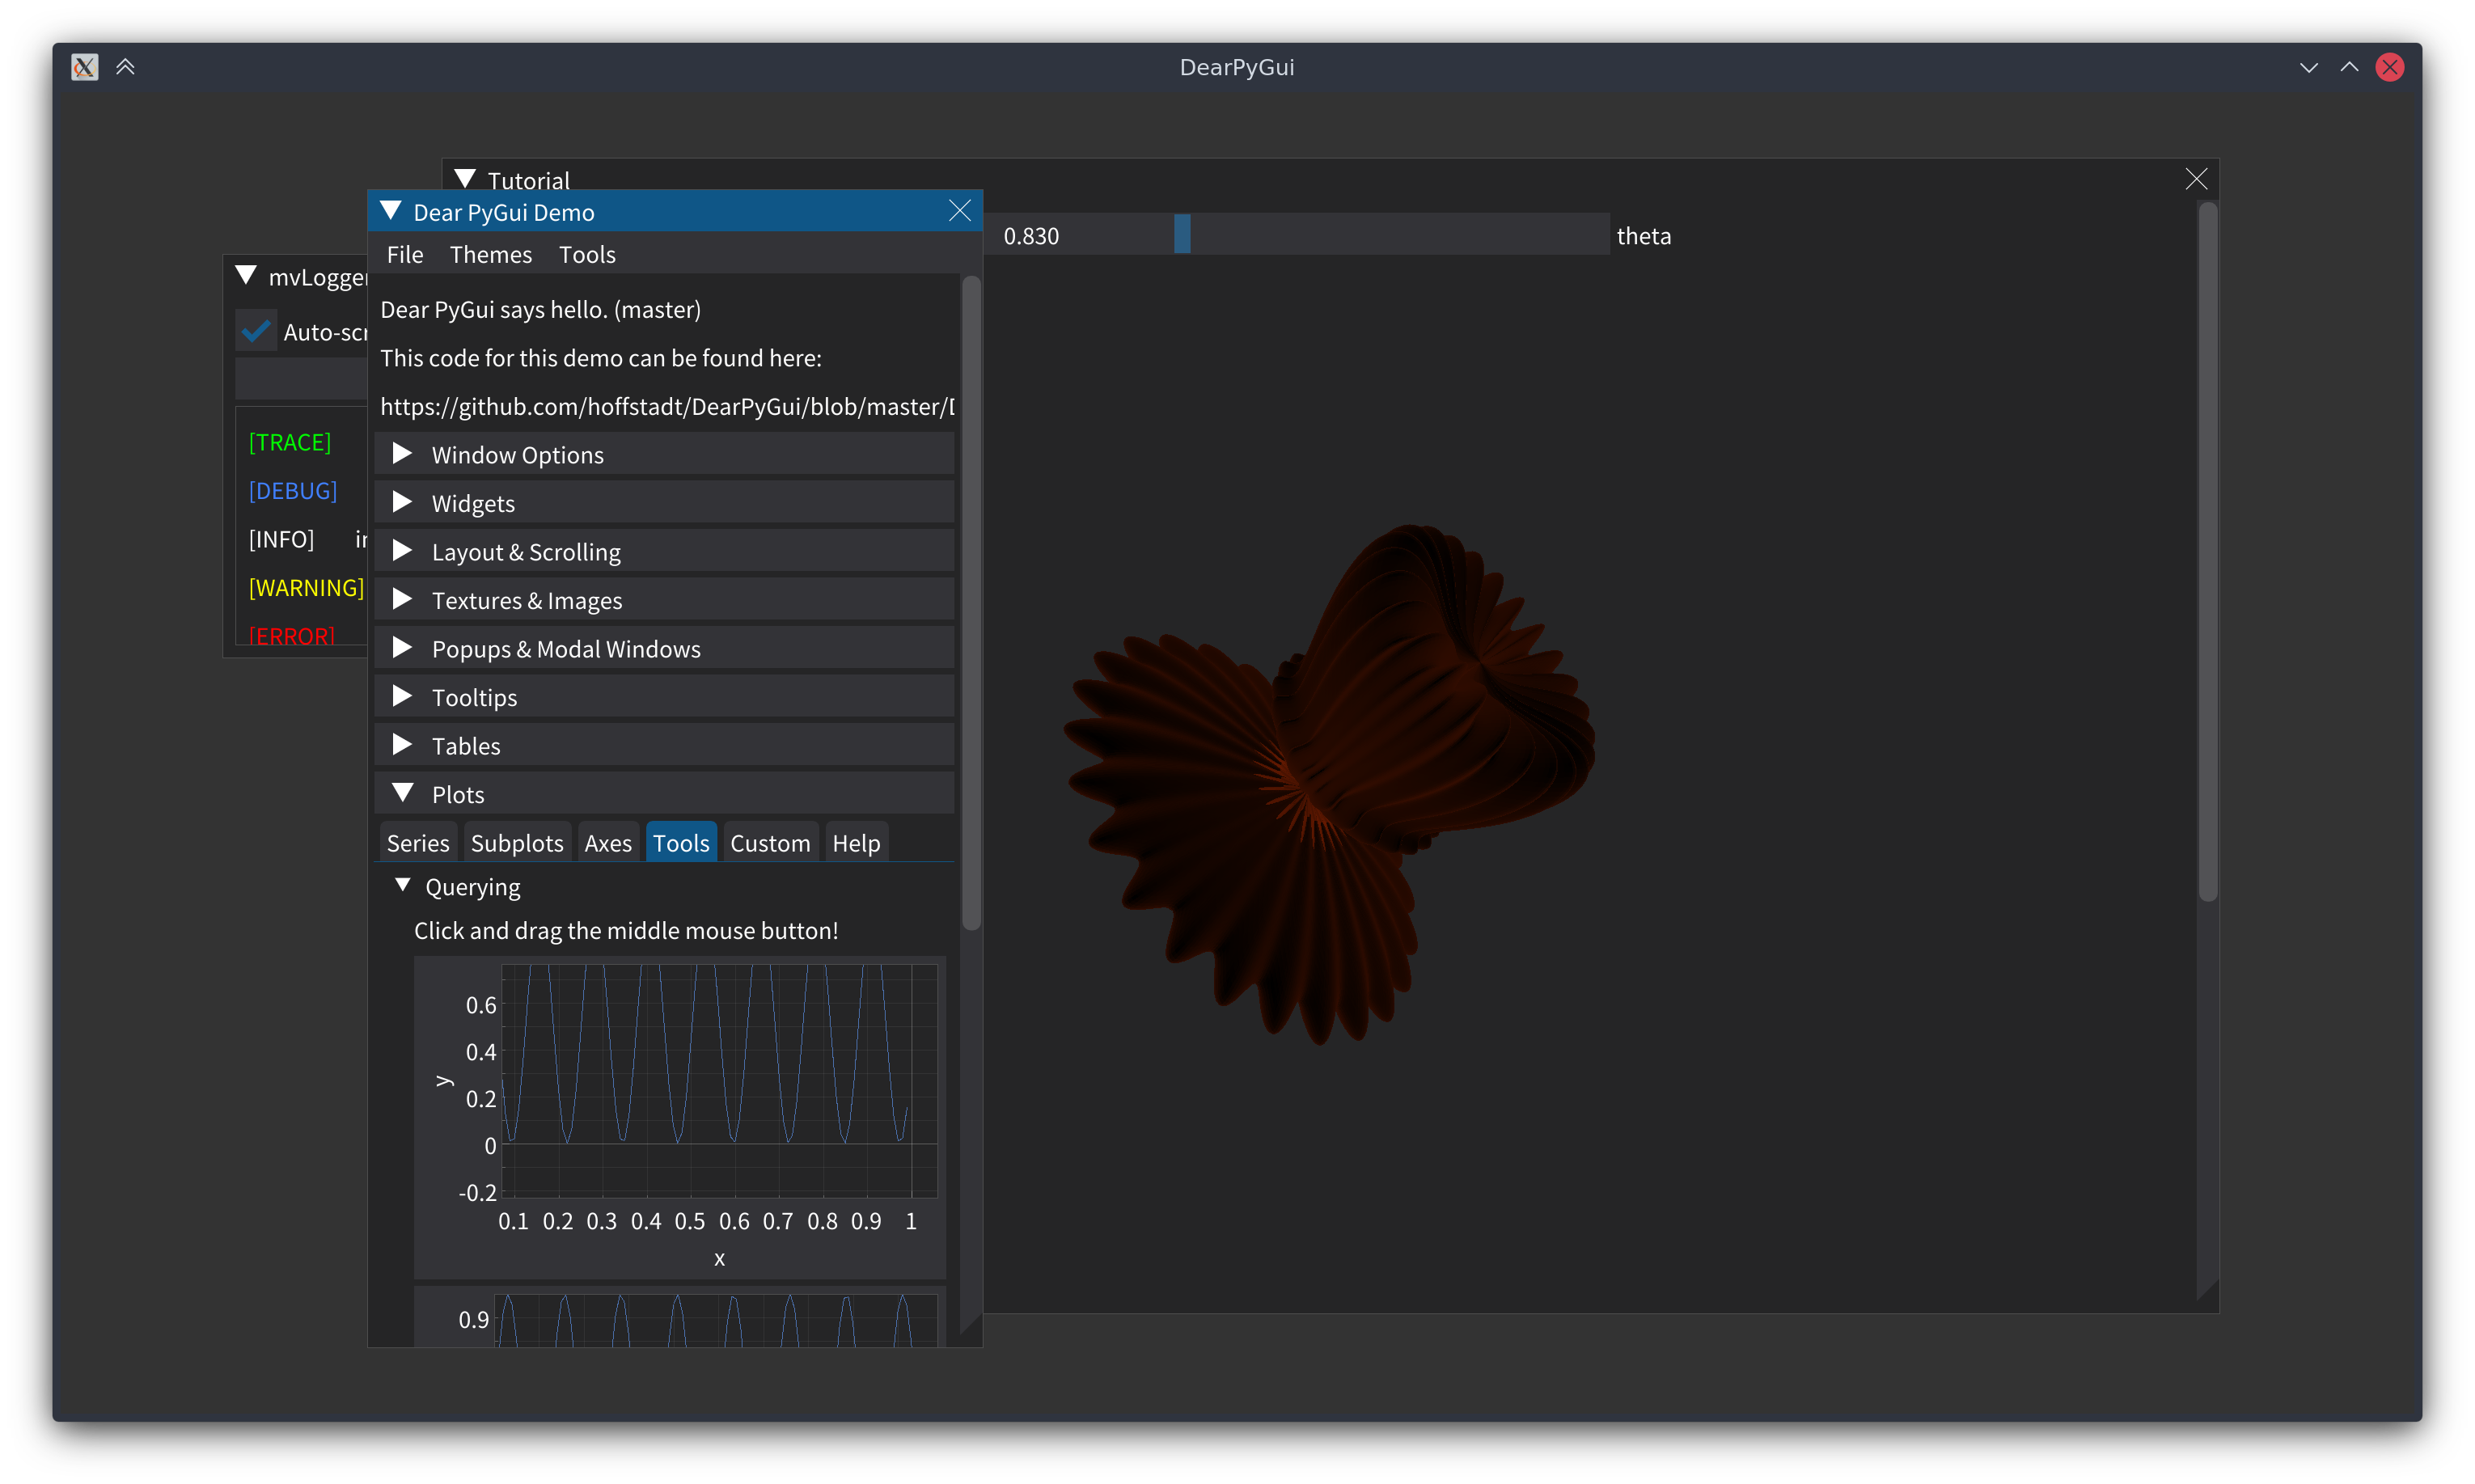 DearPyGui
Tutorial
0.830
theta
mvLogger
Auto-scr
[TRACE]
[DEBUG]
[INFO]
[WARNING]
[ERROR]
Dear PyGui Demo
File Themes Tools
Dear PyGui says hello. (master)
This code for this demo can be found here:
https://github.com/hoffstadt/DearPyGui/blob/master/
Window Options
Widgets
Layout & Scrolling
Textures & Images
Popups & Modal Windows
Tooltips
Tables
Plots
Series Subplots Axes Tools Custom Help
Querying
Click and drag the middle mouse button!
0.6
0.4
0.2
0
-0.2
y
0.1 0.2 0.3 0.4 0.5 0.6 0.7 0.8 0.9 1
x
0.9